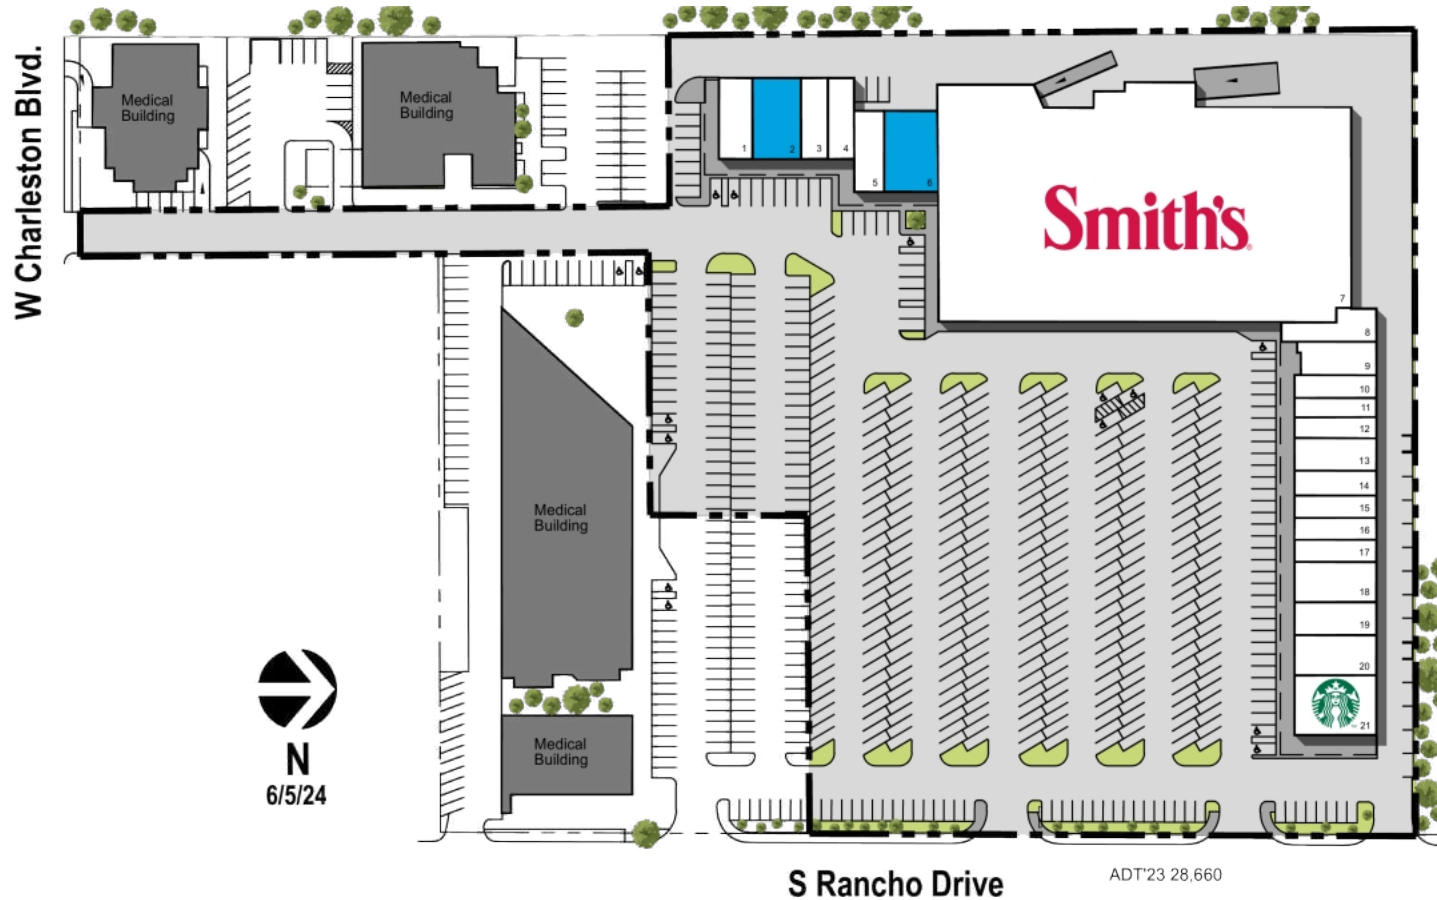 W Charleston Blvd.
Medical
Building
Medical
Building
1
2
3
4
5
6
Smith's
7
8
9
10
11
12
13
14
15
16
17
18
19
20
21
Medical
Building
Medical
Building
N
6/5/24
S Rancho Drive
ADT'23 28,660